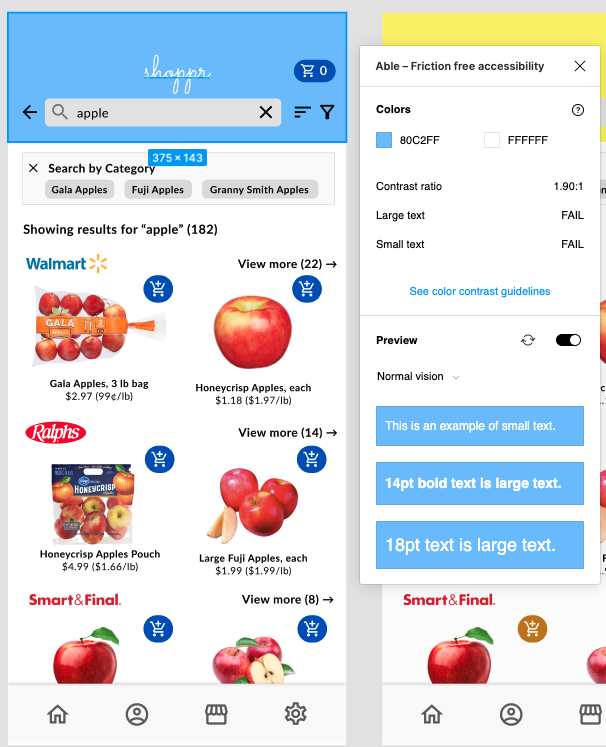 shoppr
0
apple
375 × 143
Search by Category
Gala Apples
Fuji Apples
Granny Smith Apples
Showing results for “apple” (182)
Walmart
View more (22) →
GALA
APPLES
Gala Apples, 3 lb bag
$2.97 (99¢/lb)
Honeycrisp Apples, each
$1.18 ($1.97/lb)
Ralphs
View more (14) →
HONEYCRISP
Honeycrisp Apples Pouch
$4.99 ($1.66/lb)
Large Fuji Apples, each
$1.99 ($1.99/lb)
Smart&Final.
View more (8) →
Able – Friction free accessibility
Colors
80C2FF
FFFFFF
Contrast ratio
1.90:1
Large text
FAIL
Small text
FAIL
See color contrast guidelines
Preview
Normal vision
This is an example of small text.
14pt bold text is large text.
18pt text is large text.
Smart&Final.